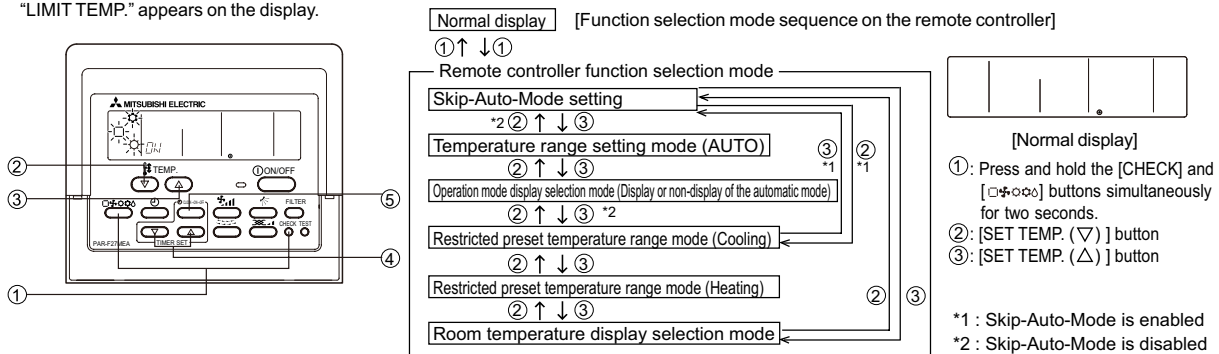 “LIMIT TEMP.” appears on the display.
MITSUBISHI ELECTRIC
ON
TEMP.
ON/OFF
FILTER
CHECK TEST
PAR-F27MEA
TIMER SET
②
③
①
⑤
④
Normal display [Function selection mode sequence on the remote controller]
①↑ ↓①
Remote controller function selection mode
Skip-Auto-Mode setting
*2 ② ↑ ↓ ③
Temperature range setting mode (AUTO)
② ↑ ↓ ③
Operation mode display selection mode (Display or non-display of the automatic mode)
② ↑ ↓ ③ *2
Restricted preset temperature range mode (Cooling)
② ↑ ↓ ③
Restricted preset temperature range mode (Heating)
② ↑ ↓ ③
Room temperature display selection mode
③ ②
*1 *1
② ③
[Normal display]
①: Press and hold the [CHECK] and
[ ] buttons simultaneously
for two seconds.
②: [SET TEMP. (▽) ] button
③: [SET TEMP. (△) ] button
*1 : Skip-Auto-Mode is enabled
*2 : Skip-Auto-Mode is disabled